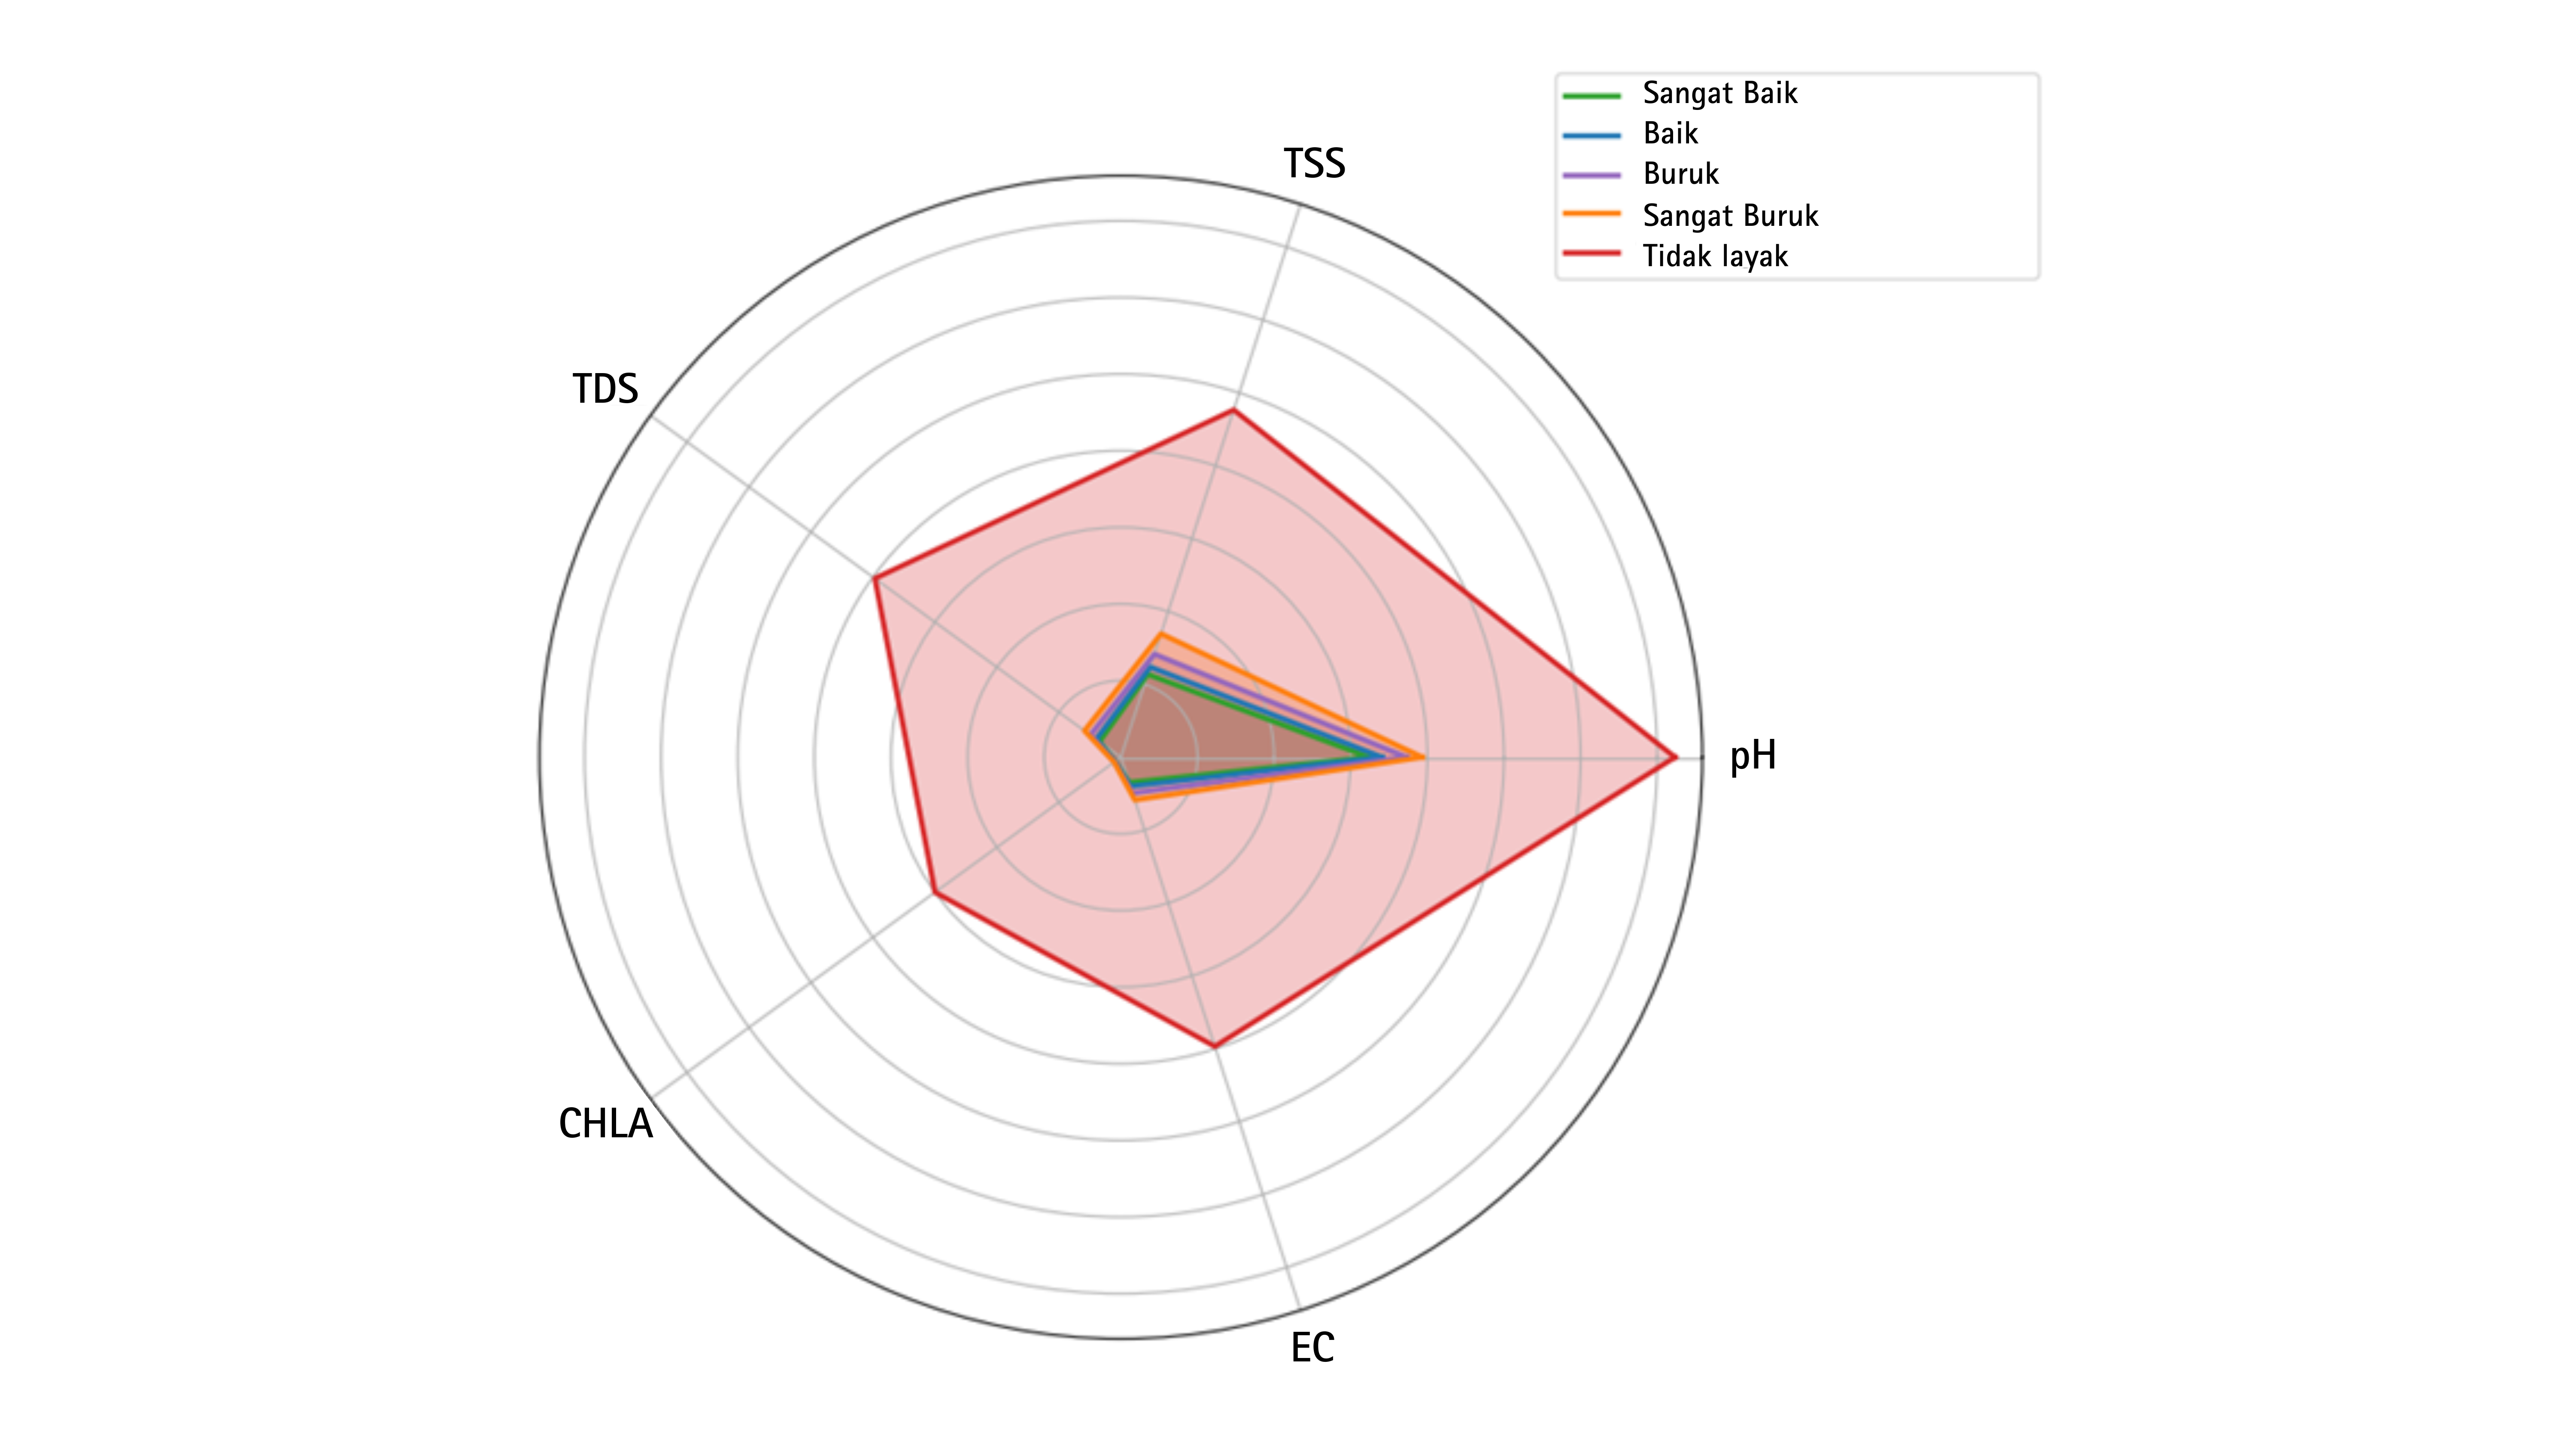 Sangat Baik
Baik
Buruk
Sangat Buruk
Tidak layak
TSS
TDS
pH
CHLA
EC